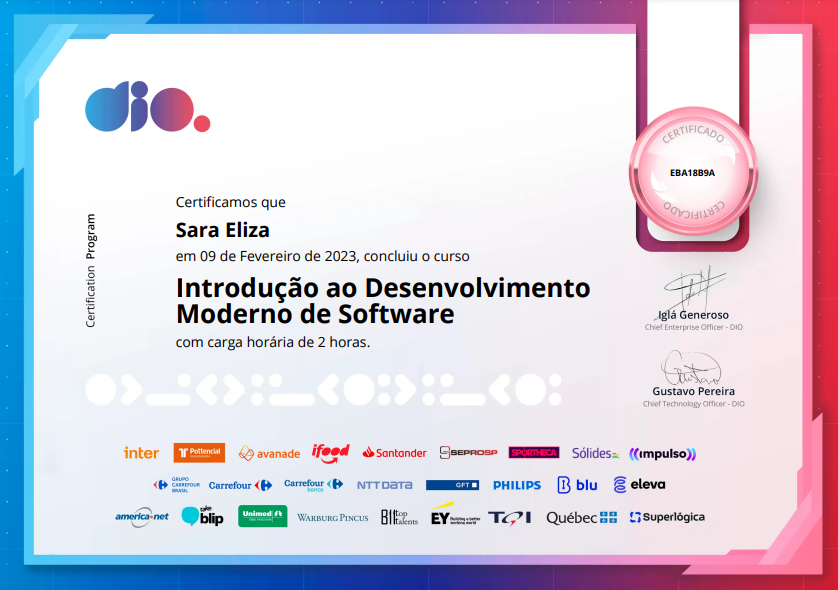 dio.
CERTIFICADO
EBA18B9A
CERTIFICADO
Certification Program
Certificamos que
Sara Eliza
em 09 de Fevereiro de 2023, concluiu o curso
Introdução ao Desenvolvimento
Moderno de Software
com carga horária de 2 horas.
Iglá Generoso
Chief Enterprise Officer - DIO
Gustavo Pereira
Chief Technology Officer - DIO
inter Pottencial avanade ifood Santander SEPROSP SPORTHECA Sólides impulso
GRUPO CARREFOUR BRASIL Carrefour Carrefour banco NTT DATA GFT PHILIPS blu eleva
america net take blip Unimed WARBURG PINCUS B11 top talents EY Building a better working world TQI Québec Superlógica